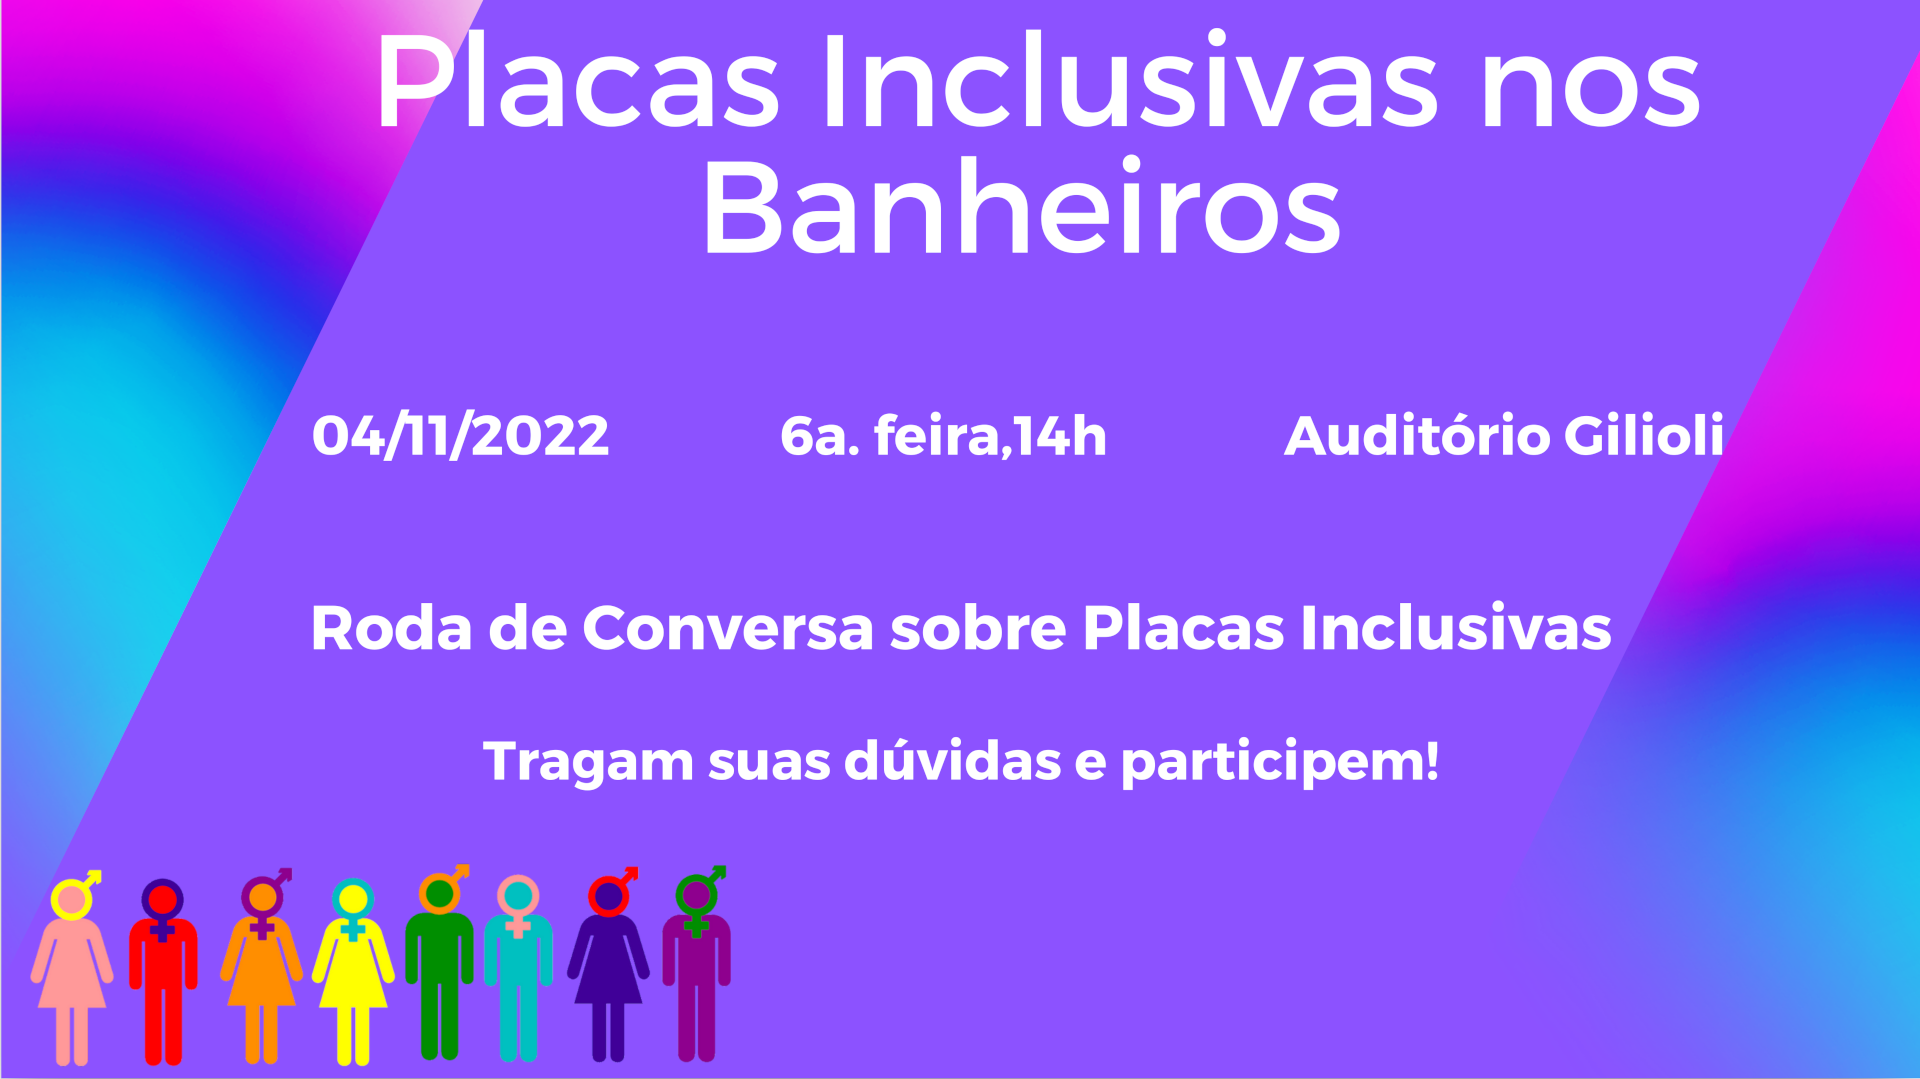 Placas Inclusivas nos
Banheiros
04/11/2022 6a. feira,14h Auditório Gilioli
Roda de Conversa sobre Placas Inclusivas
Tragam suas dúvidas e participem!